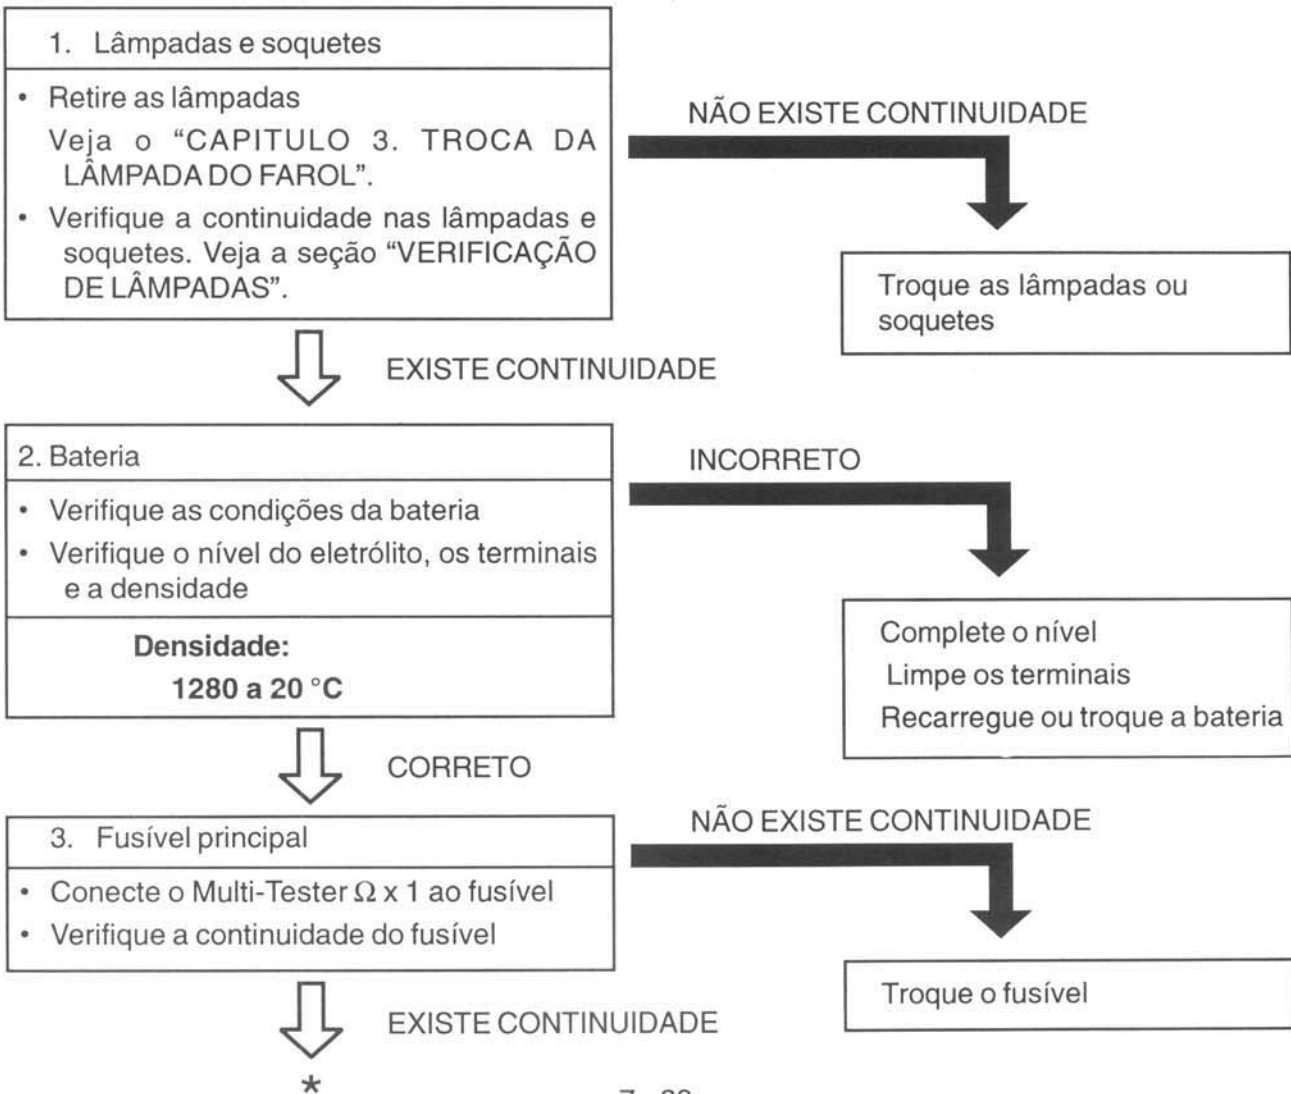 1. Lâmpadas e soquetes
• Retire as lâmpadas
Veja o “CAPITULO 3. TROCA DA
LÂMPADA DO FAROL”.
• Verifique a continuidade nas lâmpadas e
soquetes. Veja a seção “VERIFICAÇÃO
DE LÂMPADAS”.
NÃO EXISTE CONTINUIDADE
Troque as lâmpadas ou
soquetes
EXISTE CONTINUIDADE
2. Bateria
• Verifique as condições da bateria
• Verifique o nível do eletrólito, os terminais
e a densidade
Densidade:
1280 a 20 °C
INCORRETO
Complete o nível
Limpe os terminais
Recarregue ou troque a bateria
CORRETO
3. Fusível principal
• Conecte o Multi-Tester Ω x 1 ao fusível
• Verifique a continuidade do fusível
NÃO EXISTE CONTINUIDADE
Troque o fusível
EXISTE CONTINUIDADE
*